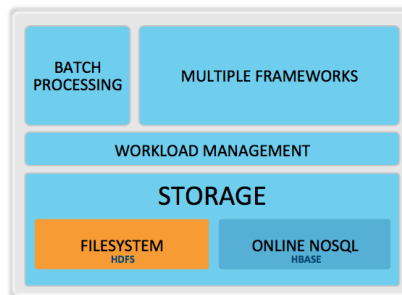 BATCH
PROCESSING
MULTIPLE FRAMEWORKS
WORKLOAD MANAGEMENT
STORAGE
FILESYSTEM
HDFS
ONLINE NOSQL
HBASE